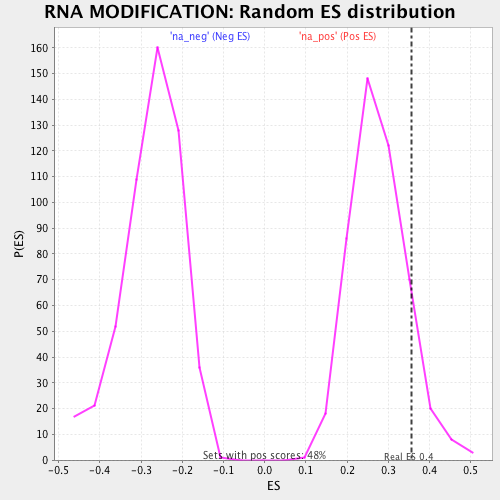 RNA MODIFICATION: Random ES distribution
'na_neg' (Neg ES) 'na_pos' (Pos ES)
160
150
140
130
120
110
100
90
80
70
60
50
40
30
20
10
0
P(ES)
Sets with pos scores: 48%
Real ES 0.4
-0.5 -0.4 -0.3 -0.2 -0.1 0.0 0.1 0.2 0.3 0.4 0.5
ES